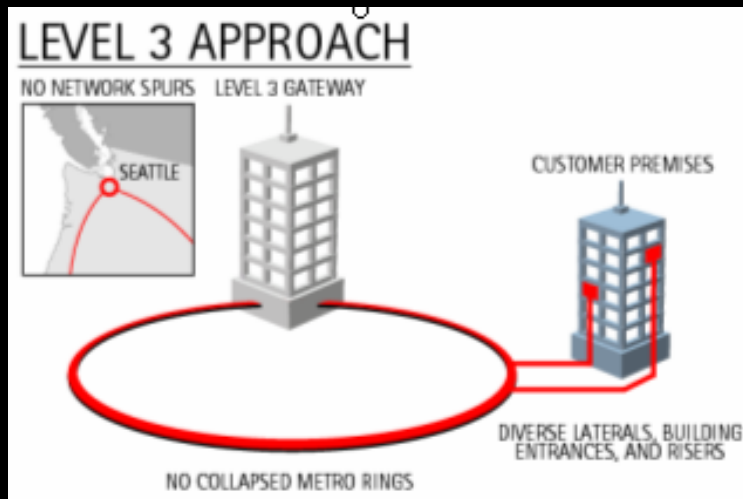 LEVEL 3 APPROACH
NO NETWORK SPURS
LEVEL 3 GATEWAY
SEATTLE
CUSTOMER PREMISES
DIVERSE LATERALS, BUILDING
ENTRANCES, AND RISERS
NO COLLAPSED METRO RINGS